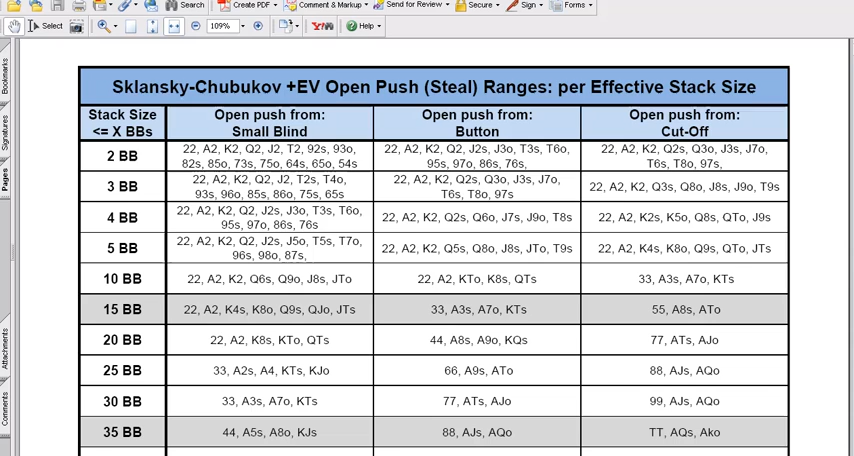 Search Create PDF Comment & Markup Send for Review Secure Sign Forms
Select 109% Y! Help
Bookmarks
Signatures
Pages
Attachments
Comments
Sklansky-Chubukov +EV Open Push (Steal) Ranges: per Effective Stack Size
Stack Size Open push from: Open push from: Open push from:
<= X BBs Small Blind Button Cut-Off
2 BB
22, A2, K2, Q2, J2, T2, 92s, 93o,
82s, 85o, 73s, 75o, 64s, 65o, 54s
22, A2, K2, Q2, J2s, J3o, T3s, T6o,
95s, 97o, 86s, 76s,
22, A2, K2, Q2s, Q3o, J3s, J7o,
T6s, T8o, 97s,
3 BB
22, A2, K2, Q2, J2, T2s, T4o,
93s, 96o, 85s, 86o, 75s, 65s
22, A2, K2, Q2s, Q3o, J3s, J7o,
T6s, T8o, 97s
22, A2, K2, Q3s, Q8o, J8s, J9o, T9s
4 BB
22, A2, K2, Q2, J2s, J3o, T3s, T6o,
95s, 97o, 86s, 76s
22, A2, K2, Q2s, Q6o, J7s, J9o, T8s
22, A2, K2s, K5o, Q8s, QTo, J9s
5 BB
22, A2, K2, Q2, J2s, J5o, T5s, T7o,
96s, 98o, 87s,
22, A2, K2, Q5s, Q8o, J8s, JTo, T9s
22, A2, K4s, K8o, Q9s, QTo, JTs
10 BB 22, A2, K2, Q6s, Q9o, J8s, JTo 22, A2, KTo, K8s, QTs 33, A3s, A7o, KTs
15 BB 22, A2, K4s, K8o, Q9s, QJo, JTs 33, A3s, A7o, KTs 55, A8s, ATo
20 BB 22, A2, K8s, KTo, QTs 44, A8s, A9o, KQs 77, ATs, AJo
25 BB 33, A2s, A4, KTs, KJo 66, A9s, ATo 88, AJs, AQo
30 BB 33, A3s, A7o, KTs 77, ATs, AJo 99, AJs, AQo
35 BB 44, A5s, A8o, KJs 88, AJs, AQo TT, AQs, Ako